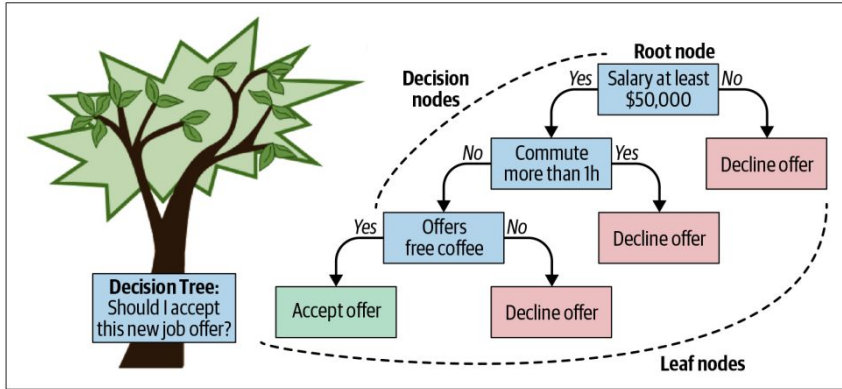 Root node
Decision
nodes
Yes
Salary at least
$50,000
No
No
Commute
more than 1h
Yes
Decline offer
Yes
Offers
free coffee
No
Decline offer
Decision Tree:
Should I accept
this new job offer?
Accept offer
Decline offer
Leaf nodes